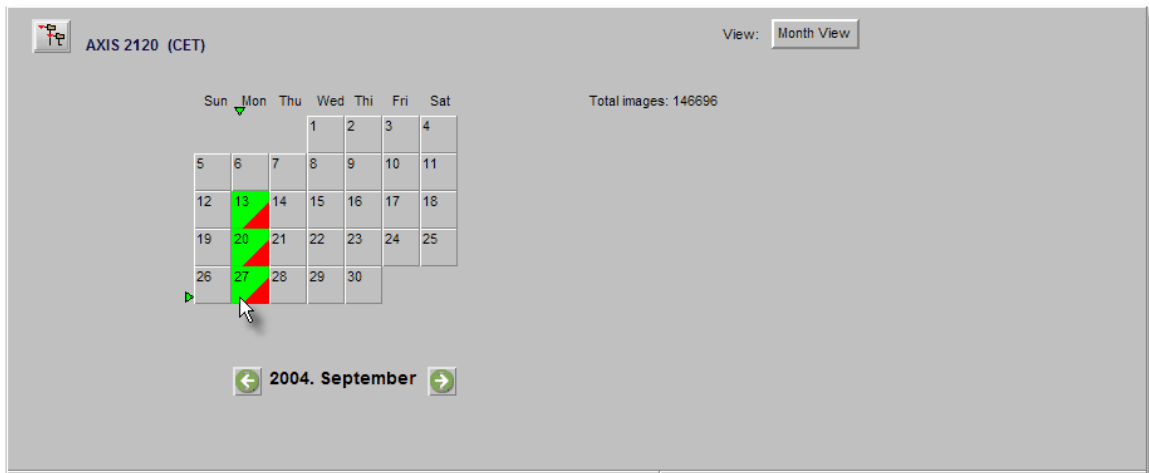 AXIS 2120 (CET)
View: Month View
Sun Mon Thu Wed Thi Fri Sat
Total images: 146696
1 2 3 4
5 6 7 8 9 10 11
12 13 14 15 16 17 18
19 20 21 22 23 24 25
26 27 28 29 30
2004. September